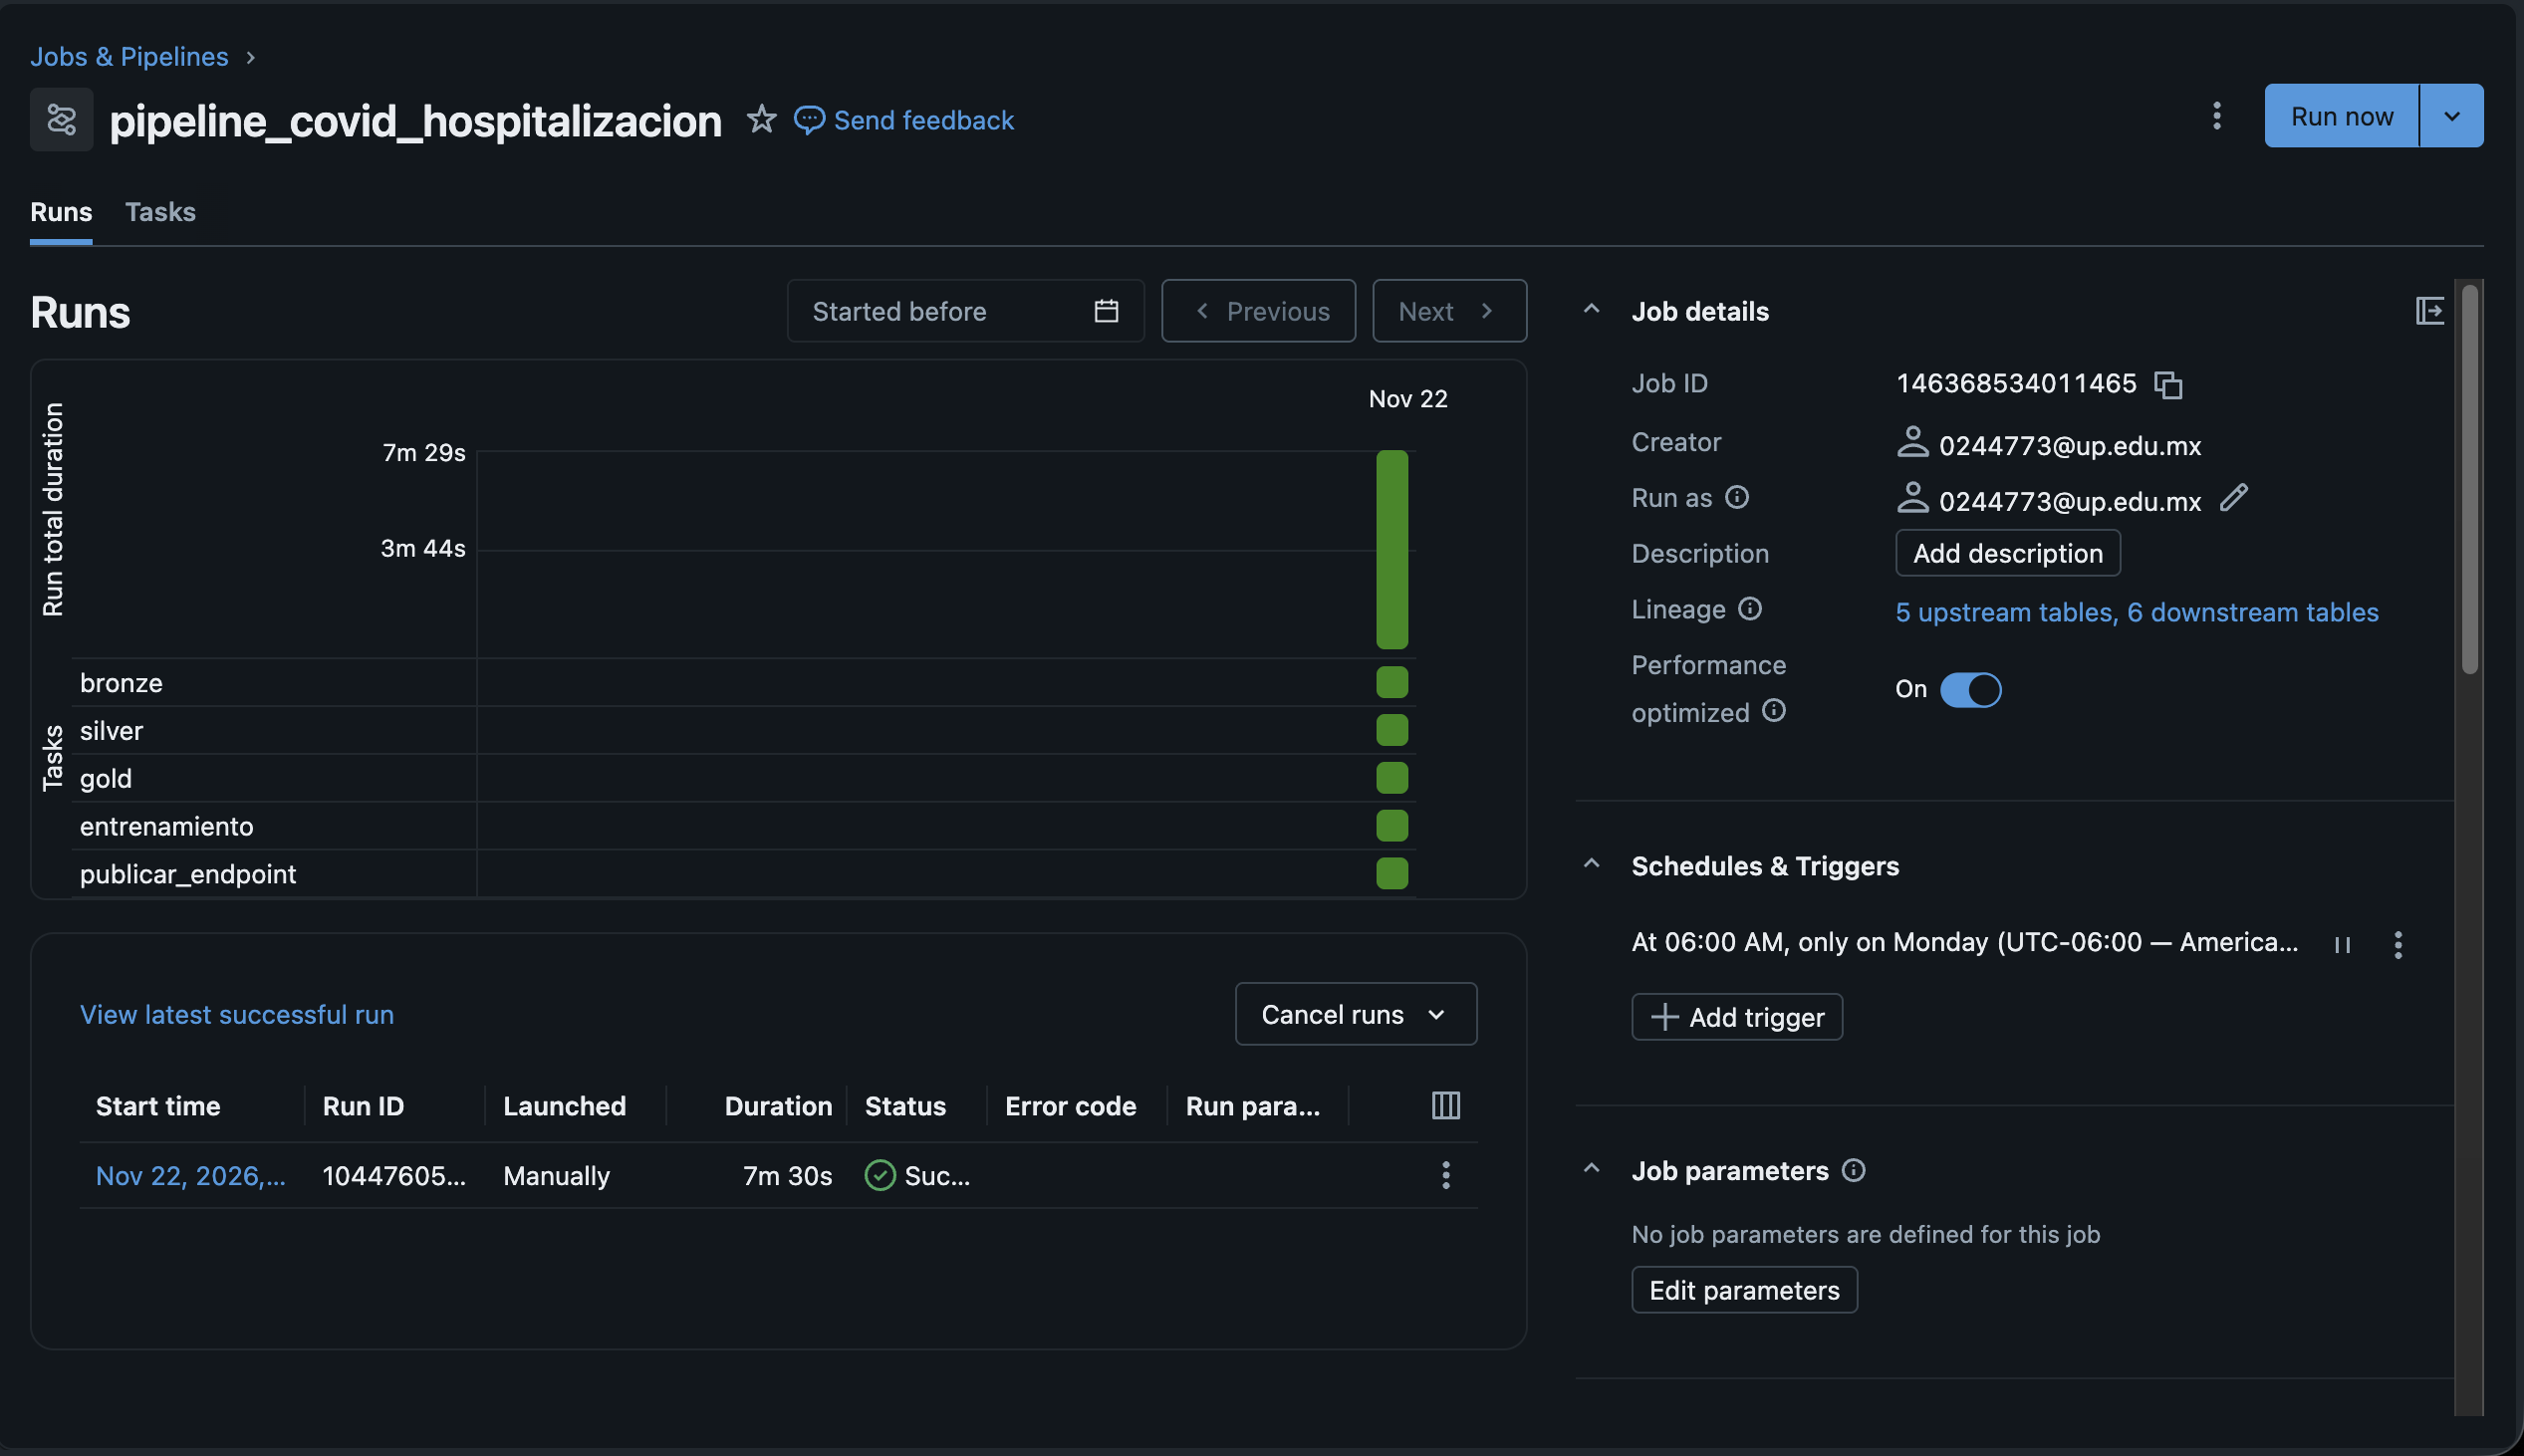 Jobs & Pipelines
pipeline_covid_hospitalizacion
Send feedback
Run now
Runs
Tasks
Runs
Started before
Previous
Next
Nov 22
Run total duration
7m 29s
3m 44s
Tasks
bronze
silver
gold
entrenamiento
publicar_endpoint
View latest successful run
Cancel runs
Start time Run ID Launched Duration Status Error code Run para...
Nov 22, 2026,... 10447605... Manually 7m 30s Suc...
Job details
Job ID 146368534011465
Creator 0244773@up.edu.mx
Run as 0244773@up.edu.mx
Description Add description
Lineage 5 upstream tables, 6 downstream tables
Performance
optimized
On
Schedules & Triggers
At 06:00 AM, only on Monday (UTC-06:00 — America...
Add trigger
Job parameters
No job parameters are defined for this job
Edit parameters